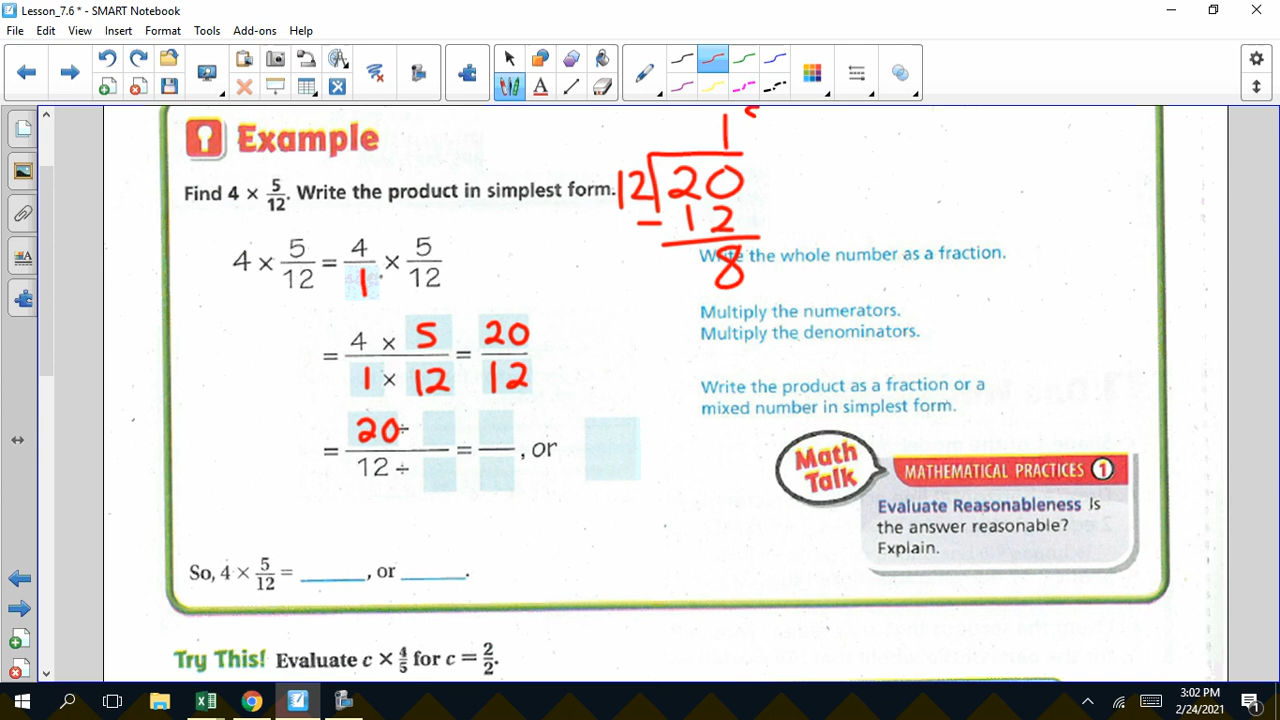 Lesson_7.6 * - SMART Notebook
File Edit View Insert Format Tools Add-ons Help
Example
1
Find 4 × 5/12. Write the product in simplest form.
12 20
- 12
8
4 × 5/12 = 4/1 × 5/12
Write the whole number as a fraction.
= 4 × 5 / 1 × 12 = 20/12
Multiply the numerators.
Multiply the denominators.
Write the product as a fraction or a
mixed number in simplest form.
= 20 ÷ / 12 ÷ = — , or
Math
Talk
MATHEMATICAL PRACTICES 1
Evaluate Reasonableness Is
the answer reasonable?
Explain.
So, 4 × 5/12 = ______, or ______.
Try This! Evaluate c × 4/5 for c = 2/2.
3:02 PM
2/24/2021